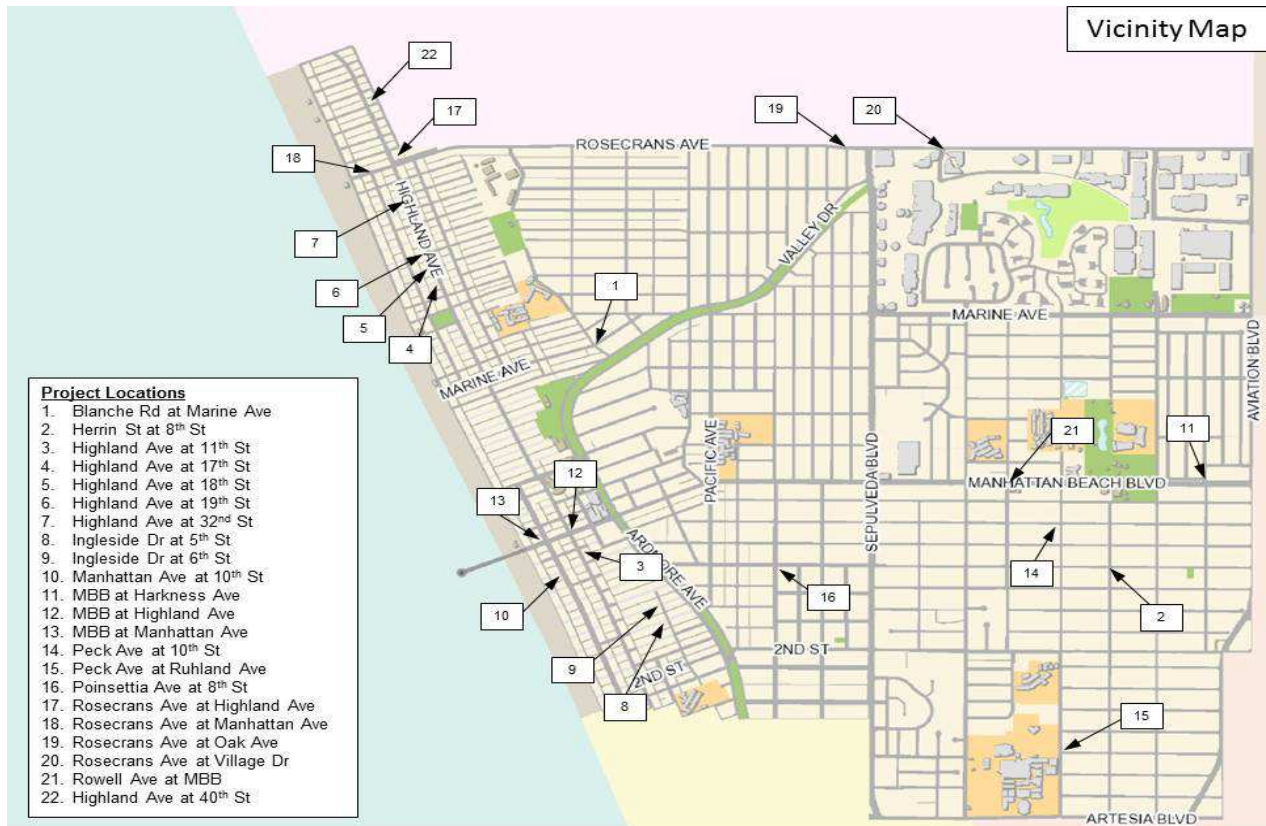 Vicinity Map
22
17
19
20
ROSECRANS AVE
18
HIGHLAND AVE
7
VALLEY DR
6
1
5
4
MARINE AVE
MARINE AVE
AVIATION BLVD
Project Locations
1. Blanche Rd at Marine Ave
2. Herrin St at 8th St
3. Highland Ave at 11th St
4. Highland Ave at 17th St
5. Highland Ave at 18th St
6. Highland Ave at 19th St
7. Highland Ave at 32nd St
8. Ingleside Dr at 5th St
9. Ingleside Dr at 6th St
10. Manhattan Ave at 10th St
11. MBB at Harkness Ave
12. MBB at Highland Ave
13. MBB at Manhattan Ave
14. Peck Ave at 10th St
15. Peck Ave at Ruhland Ave
16. Poinsettia Ave at 8th St
17. Rosecrans Ave at Highland Ave
18. Rosecrans Ave at Manhattan Ave
19. Rosecrans Ave at Oak Ave
20. Rosecrans Ave at Village Dr
21. Rowell Ave at MBB
22. Highland Ave at 40th St
21
11
12
PACIFIC AVE
MANHATTAN BEACH BLVD
13
SEPULVEDA BLVD
ARDMORE AVE
3
14
10
16
2
9
2ND ST
2ND ST
8
15
ARTESIA BLVD